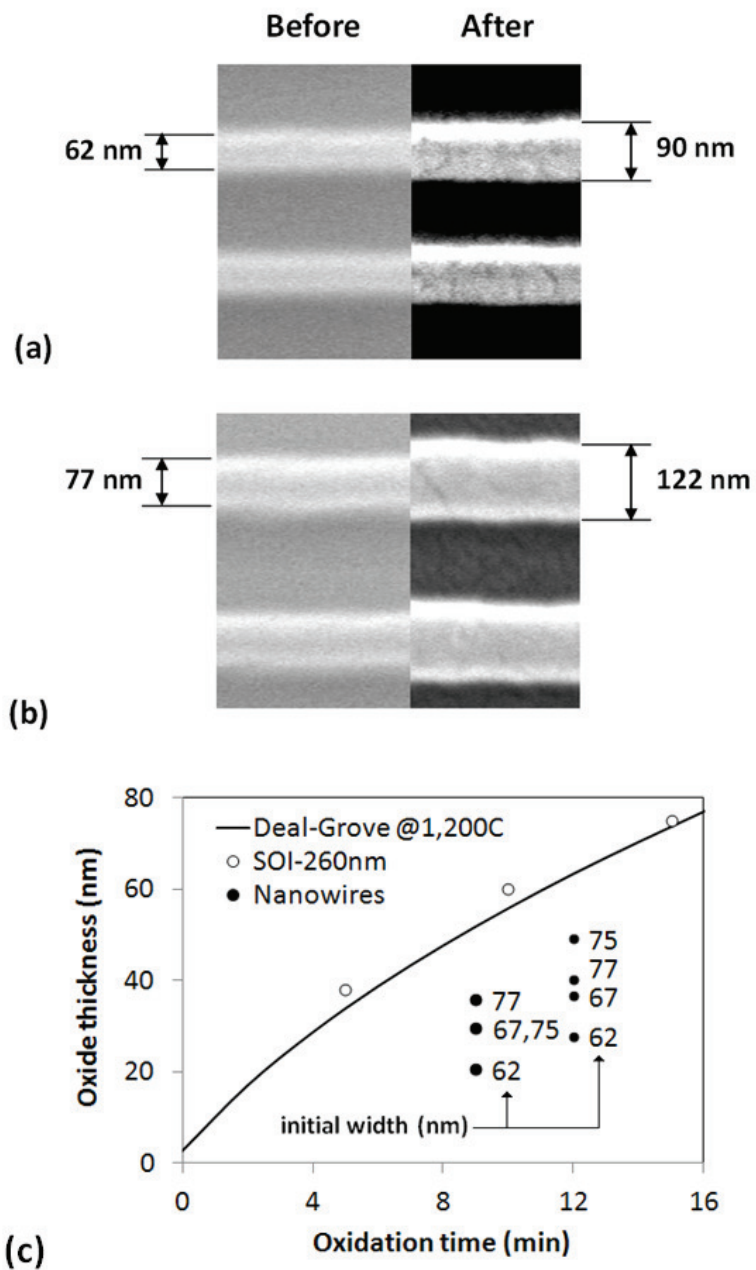 Before After
62 nm
90 nm
(a)
77 nm
122 nm
(b)
80
60
40
20
0
Oxide thickness (nm)
Deal-Grove @1,200C
SOI-260nm
Nanowires
77
67,75
62
75
77
67
62
initial width (nm)
0 4 8 12 16
Oxidation time (min)
(c)